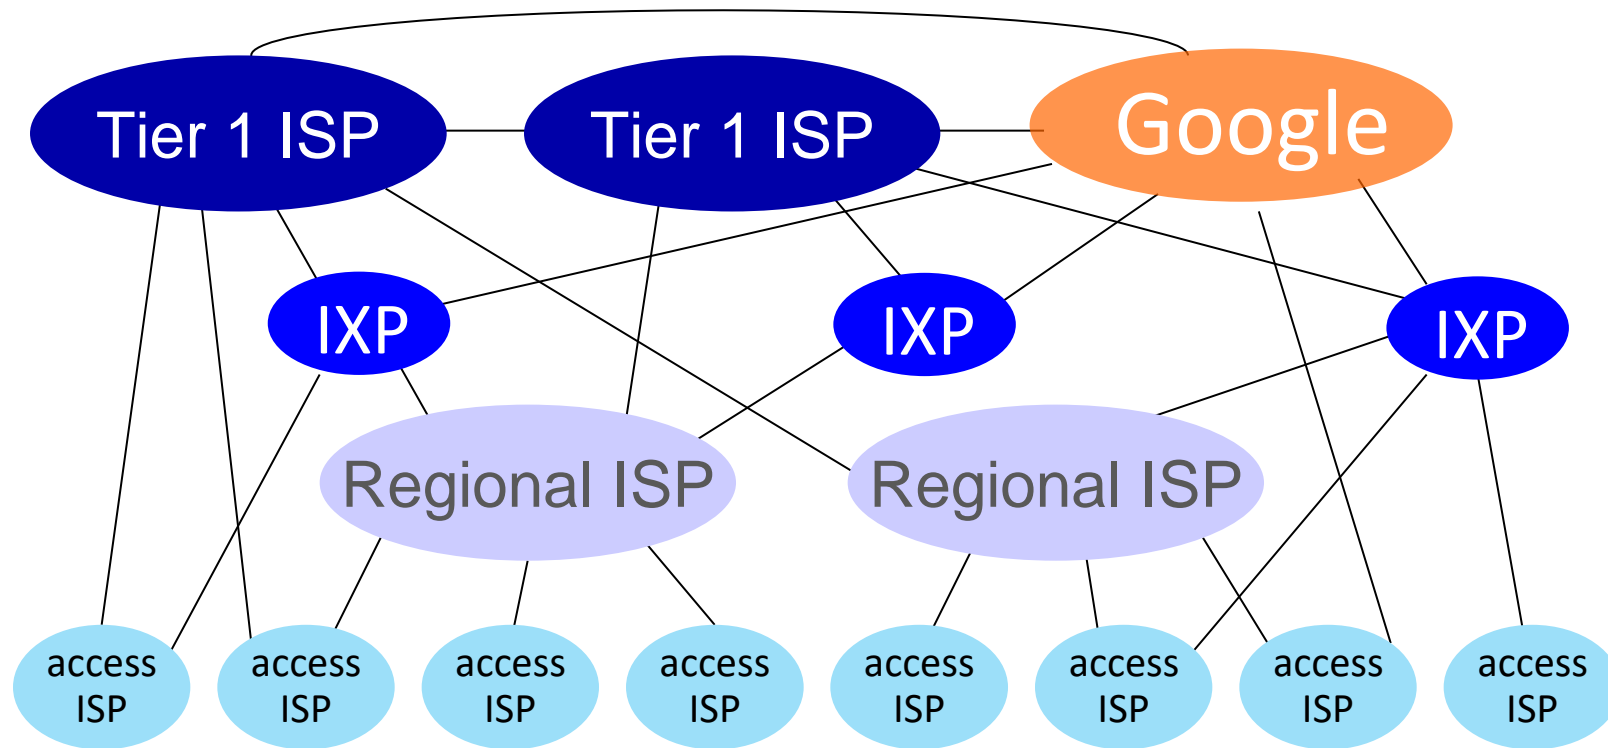 Tier 1 ISP
Tier 1 ISP
Google
IXP
IXP
IXP
Regional ISP
Regional ISP
access
ISP
access
ISP
access
ISP
access
ISP
access
ISP
access
ISP
access
ISP
access
ISP